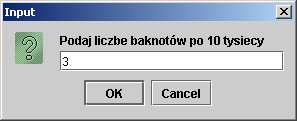 Input
Podaj liczbe baknotów po 10 tysiecy
3
OK
Cancel